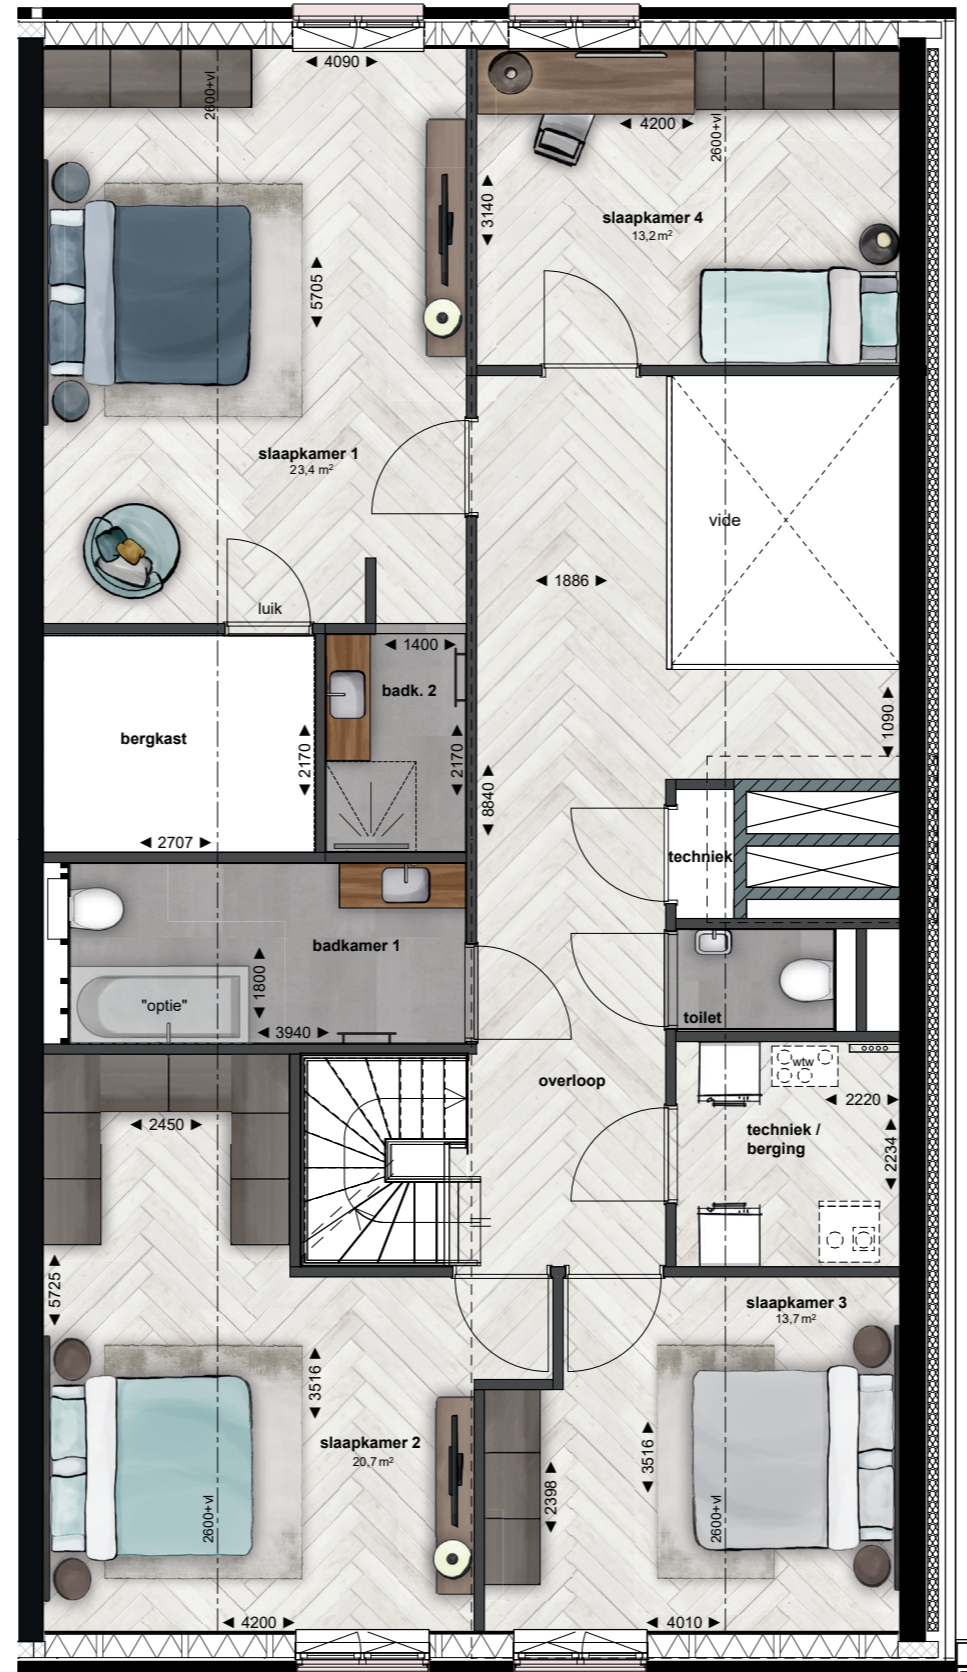 4090
2600+vl
4200
2600+vl
3140
slaapkamer 4
13,2 m²
5705
slaapkamer 1
23,4 m²
vide
1886
luik
1400
badk. 2
bergkast
2170
2170
1090
8840
2707
techniek
badkamer 1
1800
"optie"
3940
toilet
overloop
wtw
2220
2450
techniek /
berging
2234
5725
slaapkamer 3
13,7 m²
3516
slaapkamer 2
20,7 m²
3516
2398
2600+vl
2600+vl
4200
4010